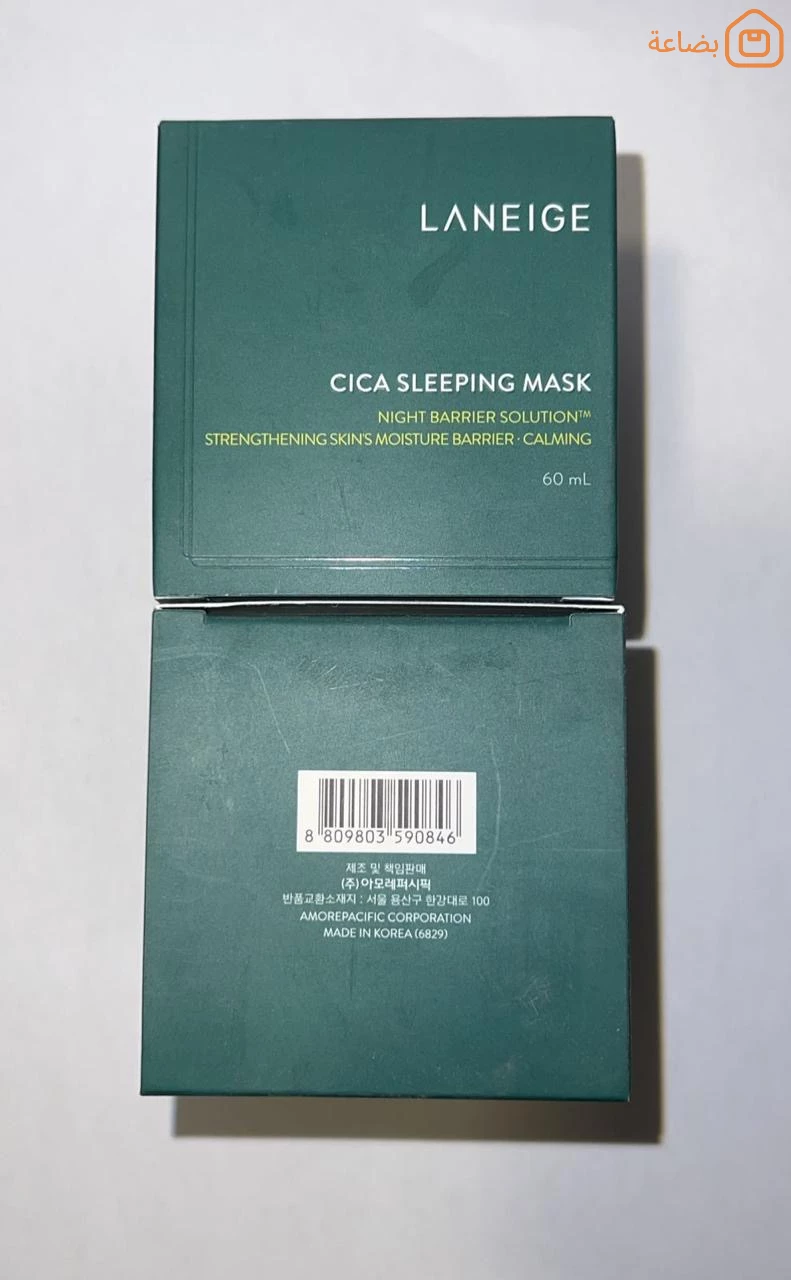 بضاعة
LANEIGE
CICA SLEEPING MASK
NIGHT BARRIER SOLUTION™
STRENGTHENING SKIN'S MOISTURE BARRIER · CALMING
60 mL
8 809803 590846
제조 및 책임판매
(주)아모레퍼시픽
반품교환소재지 : 서울 용산구 한강대로 100
AMOREPACIFIC CORPORATION
MADE IN KOREA (6829)